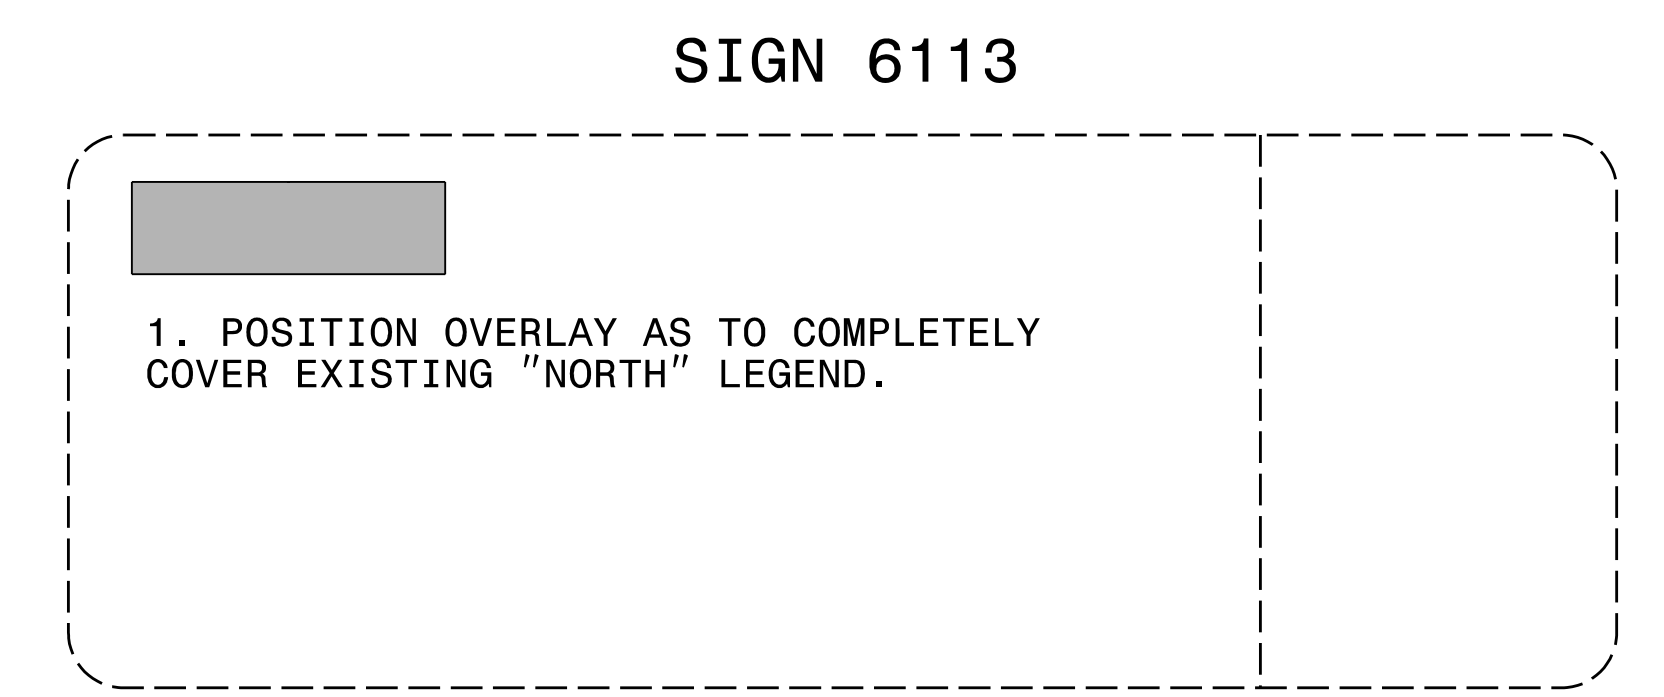 SIGN 6113
1. POSITION OVERLAY AS TO COMPLETELY
COVER EXISTING "NORTH" LEGEND.